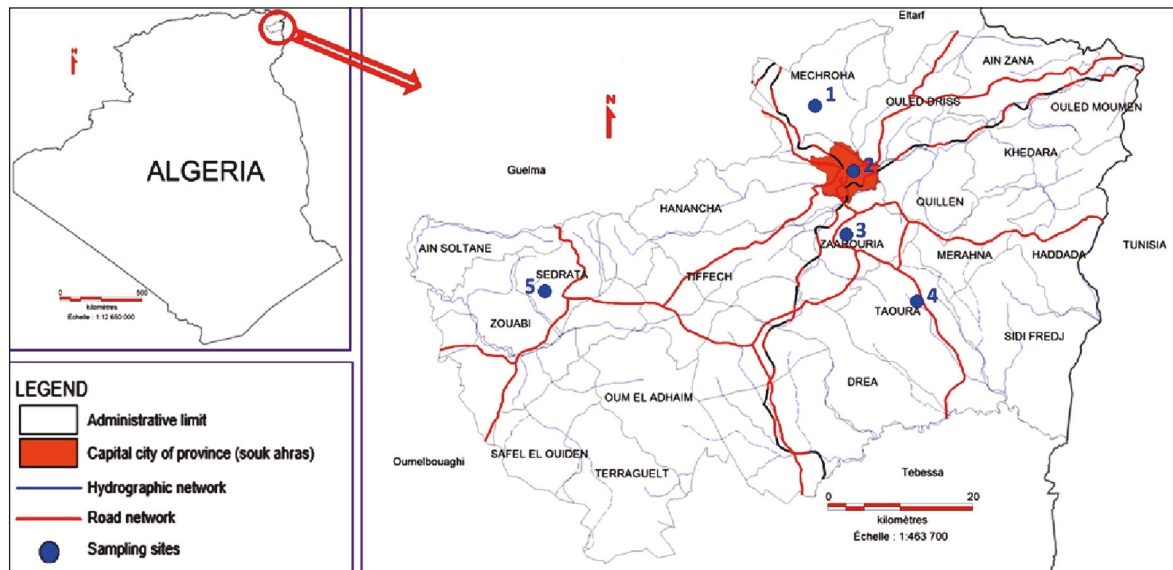 N
ALGERIA
0 500
kilomètres
Échelle : 1:12 650 000
LEGEND
Administrative limit
Capital city of province (souk ahras)
Hydrographic network
Road network
Sampling sites
Eltarf
AIN ZANA
MECHROHA
1
OULED DRISS
OULED MOUMEN
N
KHEDARA
2
Guelma
HANANCHA
QUILLEN
3
ZAAROURIA
TUNISIA
AIN SOLTANE
MERAHNA
HADDADA
SEDRATA
TIFFECH
5
4
TAOURA
ZOUABI
SIDI FREDJ
DREA
OUM EL ADHAIM
SAFEL EL OUIDEN
Oumelbouaghi
TERRAGUELT
Tebessa
0 20
kilomètres
Échelle : 1:463 700